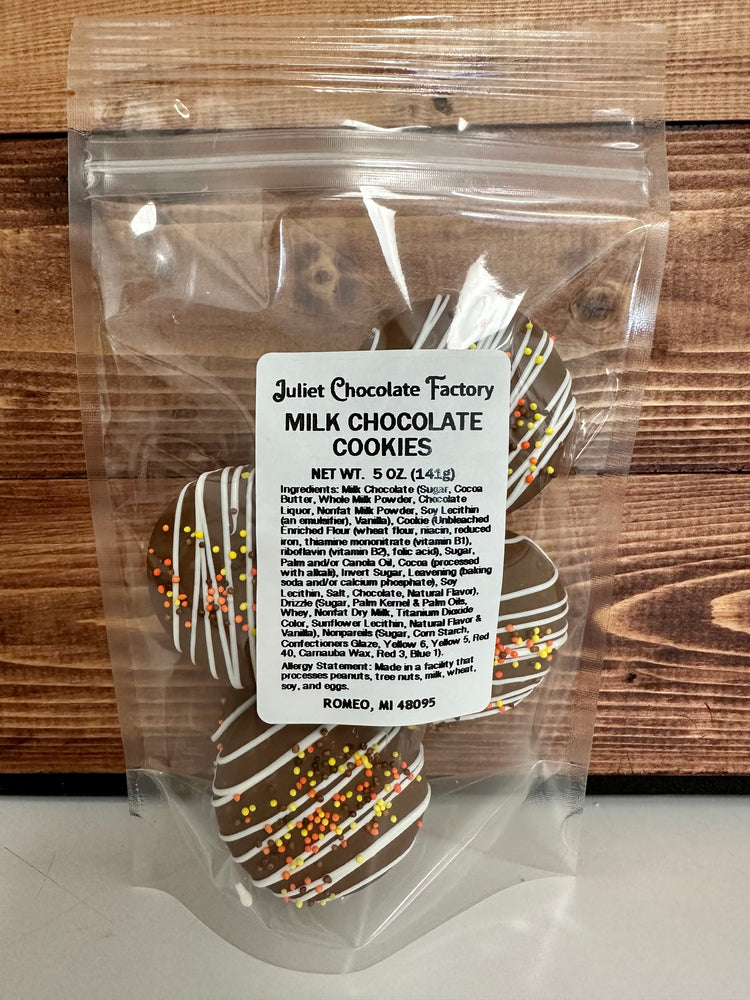 Juliet Chocolate Factory
MILK CHOCOLATE
COOKIES
NET WT. 5 OZ. (141g)
Ingredients: Milk Chocolate (Sugar, Cocoa
Butter, Whole Milk Powder, Chocolate
Liquor, Nonfat Milk Powder, Soy Lecithin
(an emulsifier), Vanilla), Cookie (Unbleached
Enriched Flour (wheat flour, niacin, reduced
iron, thiamine mononitrate (vitamin B1),
riboflavin (vitamin B2), folic acid), Sugar,
Palm and/or Canola Oil, Cocoa (processed
with alkali), Invert Sugar, Leavening (baking
soda and/or calcium phosphate), Soy
Lecithin, Salt, Chocolate, Natural Flavor),
Drizzle (Sugar, Palm Kernel & Palm Oils,
Whey, Nonfat Dry Milk, Titanium Dioxide
Color, Sunflower Lecithin, Natural Flavor &
Vanilla), Nonpareils (Sugar, Corn Starch,
Confectioners Glaze, Yellow 6, Yellow 5, Red
40, Carnauba Wax, Red 3, Blue 1).
Allergy Statement: Made in a facility that
processes peanuts, tree nuts, milk, wheat,
soy, and eggs.
ROMEO, MI 48095